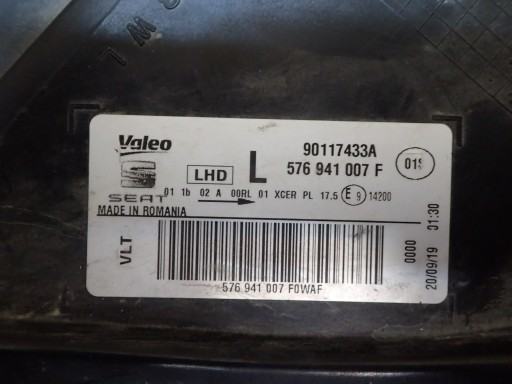 Valeo
90117433A
LHD
L
576 941 007 F
SEAT
01 1b 02 A 00RL 01 XCER PL 17.5 E 9 14200
MADE IN ROMANIA
VLT
576 941 007 F0WAF
0000
01:30
20/09/19